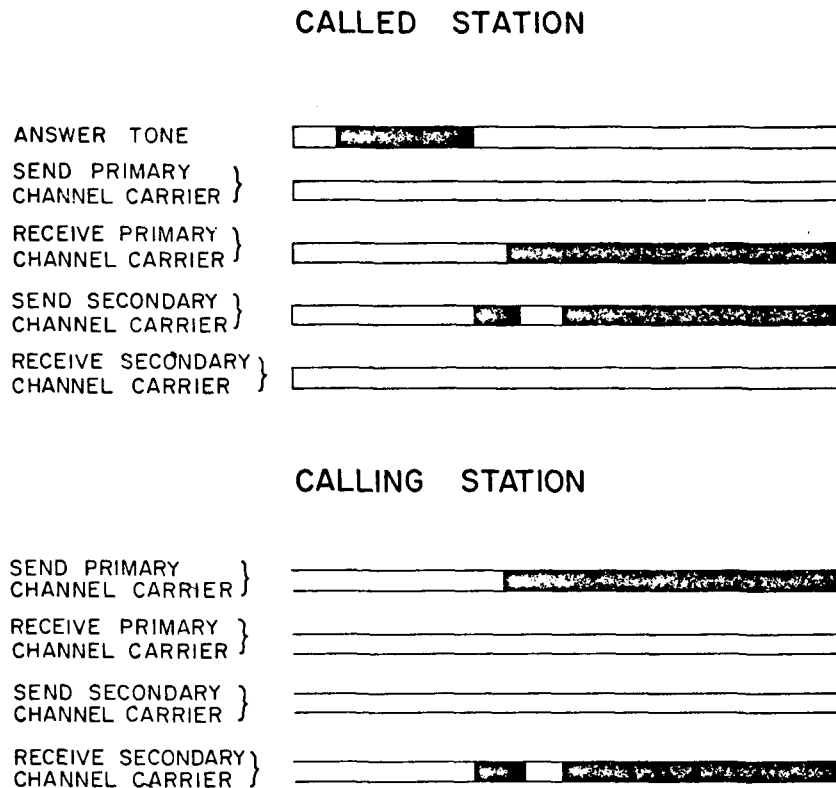 CALLED STATION
ANSWER TONE
SEND PRIMARY
CHANNEL CARRIER }
RECEIVE PRIMARY
CHANNEL CARRIER }
SEND SECONDARY
CHANNEL CARRIER }
RECEIVE SECONDARY
CHANNEL CARRIER }
CALLING STATION
SEND PRIMARY
CHANNEL CARRIER }
RECEIVE PRIMARY
CHANNEL CARRIER }
SEND SECONDARY
CHANNEL CARRIER }
RECEIVE SECONDARY
CHANNEL CARRIER }